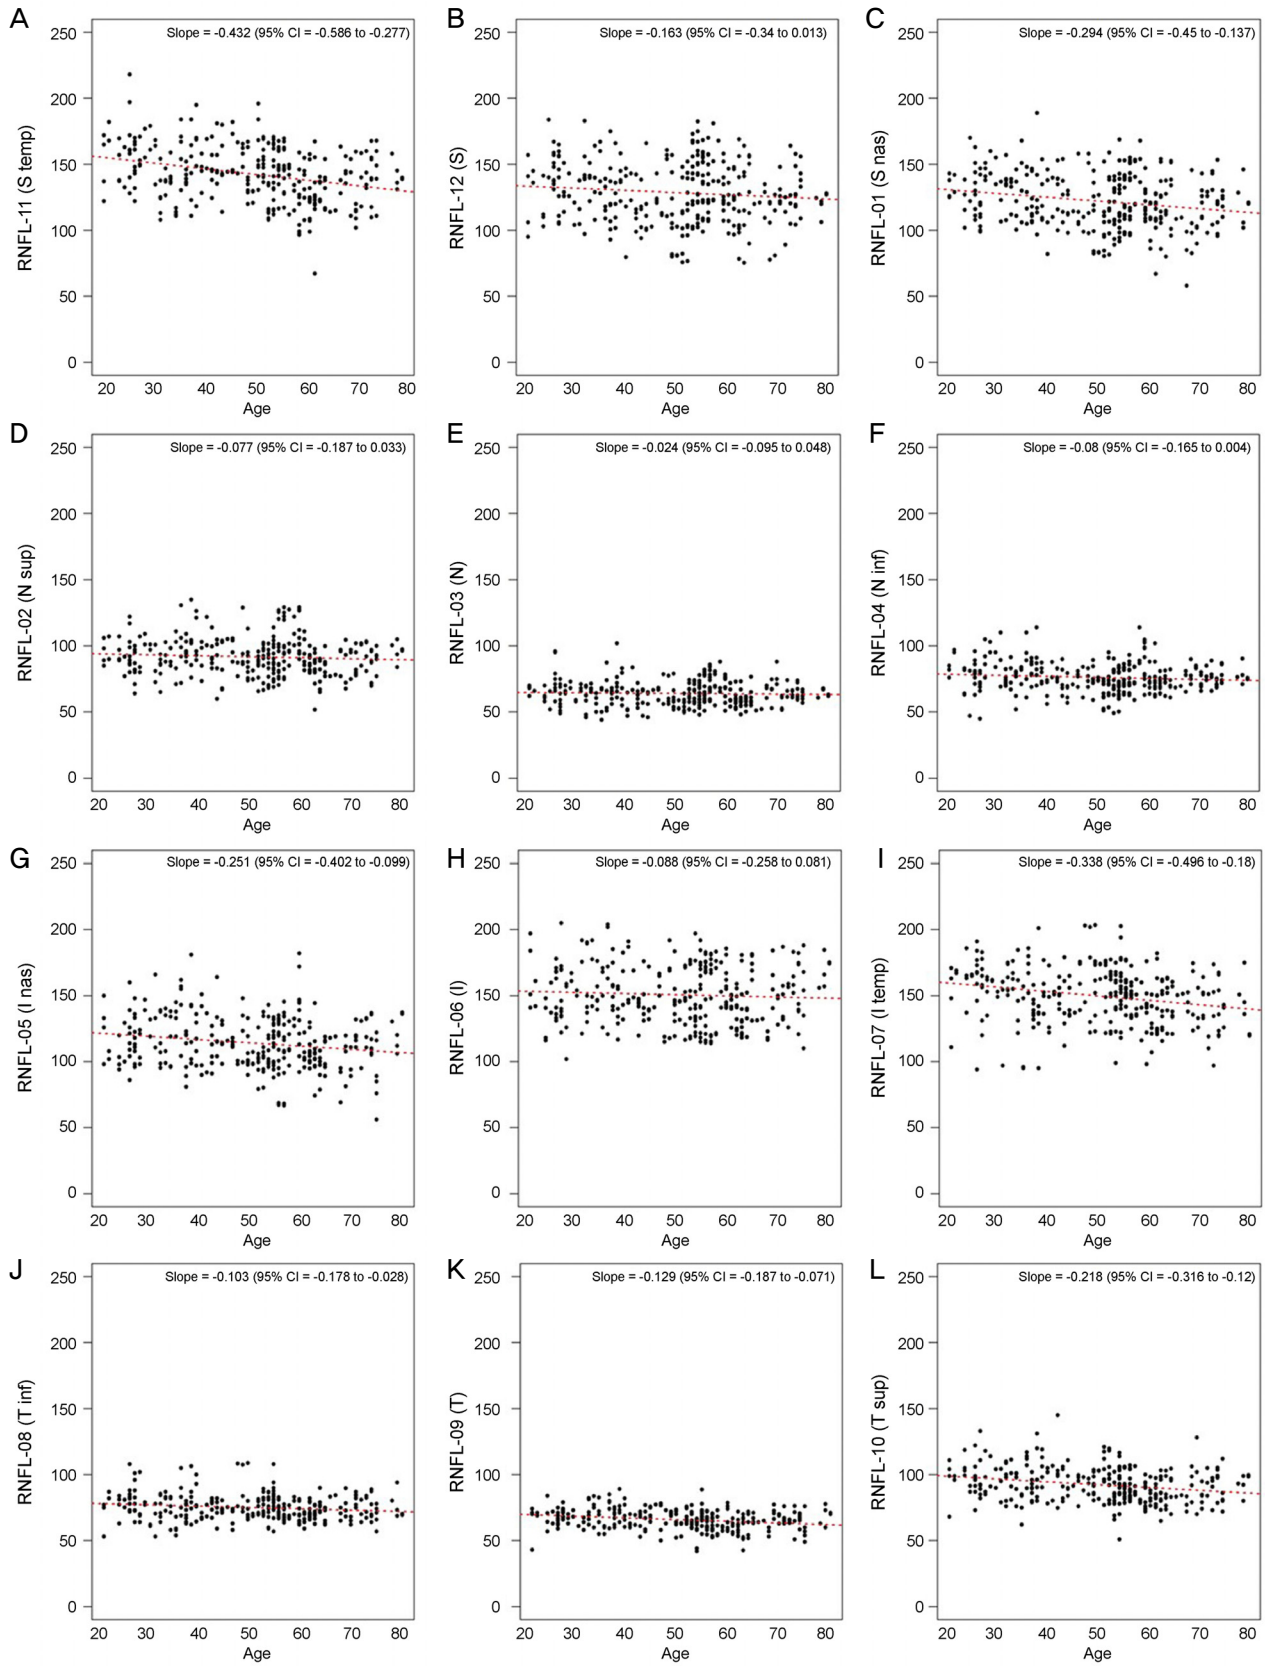 A
Slope = -0.432 (95% CI = -0.586 to -0.277)
RNFL-11 (S temp)
250
200
150
100
50
0
20 30 40 50 60 70 80
Age
B
Slope = -0.163 (95% CI = -0.34 to 0.013)
RNFL-12 (S)
250
200
150
100
50
0
20 30 40 50 60 70 80
Age
C
Slope = -0.294 (95% CI = -0.45 to -0.137)
RNFL-01 (S nas)
250
200
150
100
50
0
20 30 40 50 60 70 80
Age
D
Slope = -0.077 (95% CI = -0.187 to 0.033)
RNFL-02 (N sup)
250
200
150
100
50
0
20 30 40 50 60 70 80
Age
E
Slope = -0.024 (95% CI = -0.095 to 0.048)
RNFL-03 (N)
250
200
150
100
50
0
20 30 40 50 60 70 80
Age
F
Slope = -0.08 (95% CI = -0.165 to 0.004)
RNFL-04 (N inf)
250
200
150
100
50
0
20 30 40 50 60 70 80
Age
G
Slope = -0.251 (95% CI = -0.402 to -0.099)
RNFL-05 (I nas)
250
200
150
100
50
0
20 30 40 50 60 70 80
Age
H
Slope = -0.088 (95% CI = -0.258 to 0.081)
RNFL-06 (I)
250
200
150
100
50
0
20 30 40 50 60 70 80
Age
I
Slope = -0.338 (95% CI = -0.496 to -0.18)
RNFL-07 (I temp)
250
200
150
100
50
0
20 30 40 50 60 70 80
Age
J
Slope = -0.103 (95% CI = -0.178 to -0.028)
RNFL-08 (T inf)
250
200
150
100
50
0
20 30 40 50 60 70 80
Age
K
Slope = -0.129 (95% CI = -0.187 to -0.071)
RNFL-09 (T)
250
200
150
100
50
0
20 30 40 50 60 70 80
Age
L
Slope = -0.218 (95% CI = -0.316 to -0.12)
RNFL-10 (T sup)
250
200
150
100
50
0
20 30 40 50 60 70 80
Age